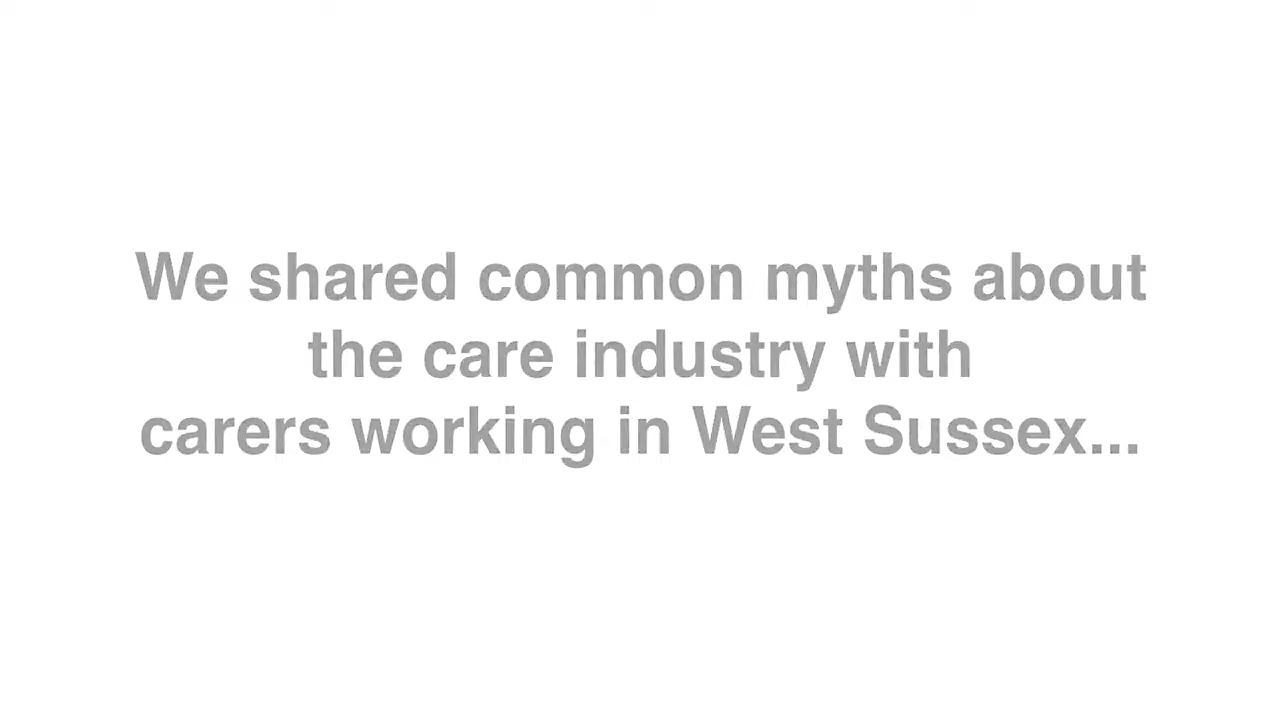 We shared common myths about
the care industry with
carers working in West Sussex...